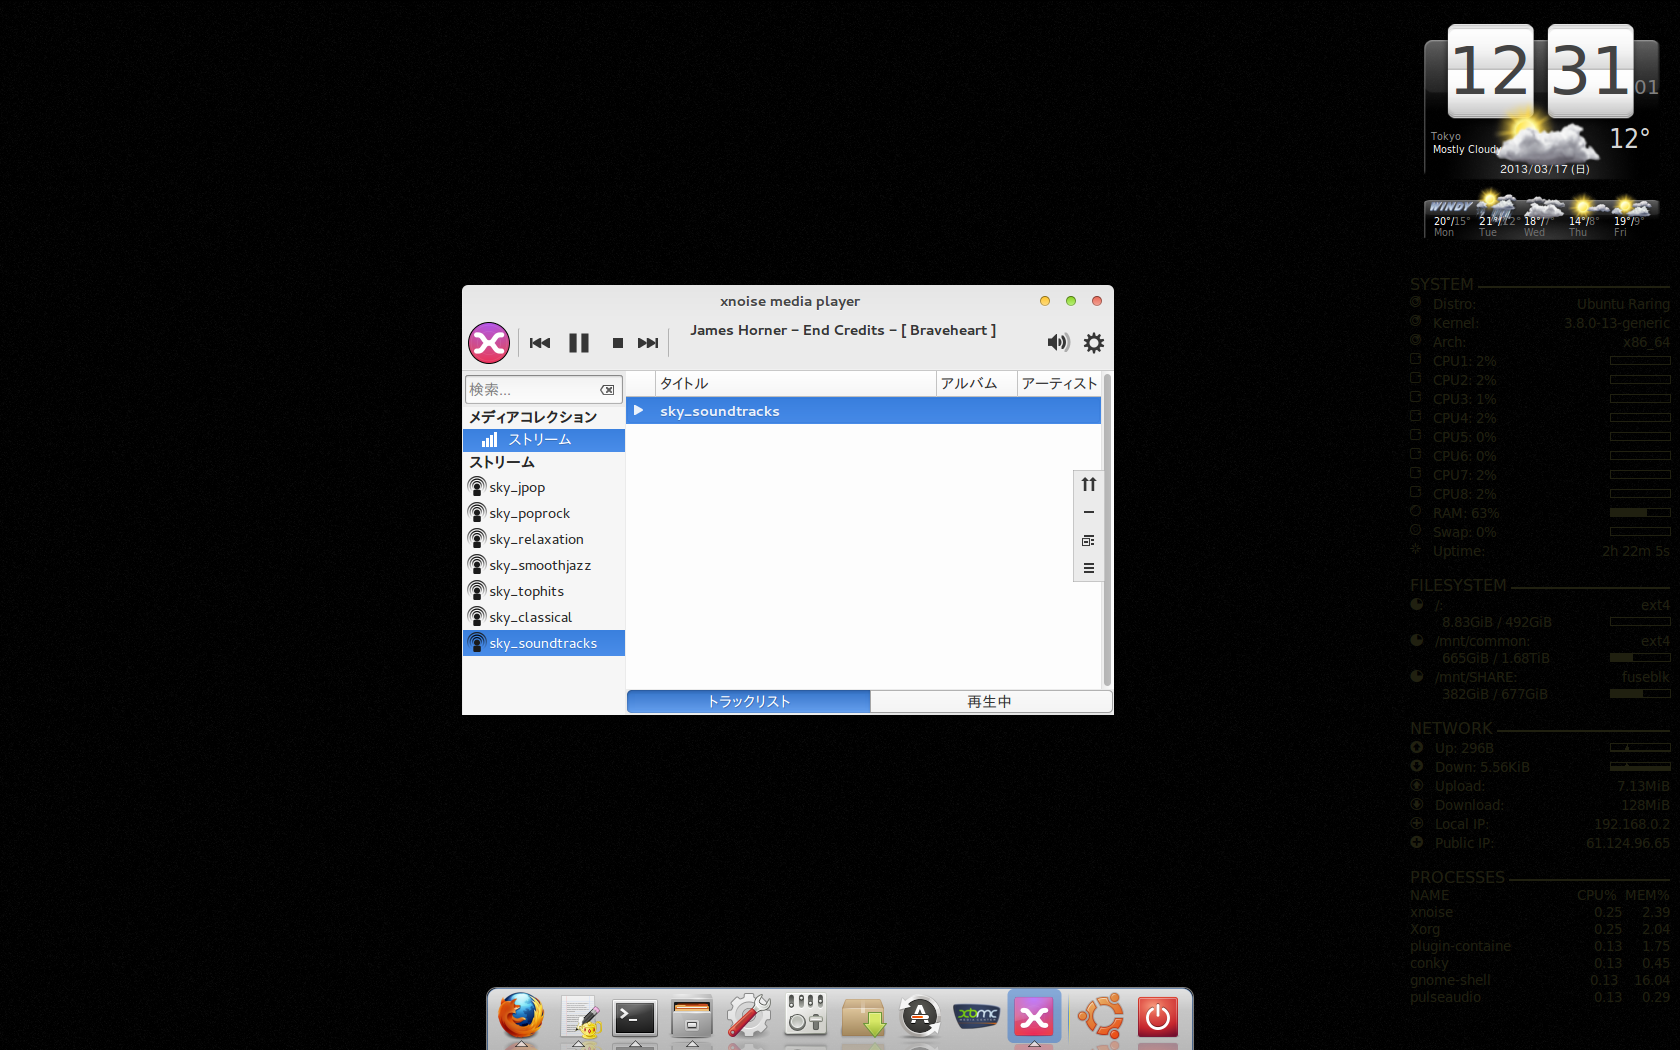 xnoise media player
James Horner – End Credits – [ Braveheart ]
検索...
メディアコレクション
ストリーム
ストリーム
sky_jpop
sky_poprock
sky_relaxation
sky_smoothjazz
sky_tophits
sky_classical
sky_soundtracks
タイトル アルバム アーティスト
sky_soundtracks
トラックリスト 再生中
12 31 01
Tokyo
Mostly Cloudy
12°
2013/03/17 (日)
WINDY
20°/15° 21°/12° 18°/7° 14°/8° 19°/9°
Mon Tue Wed Thu Fri
SYSTEM
Distro: Ubuntu Raring
Kernel: 3.8.0-13-generic
Arch: x86_64
CPU1: 2%
CPU2: 2%
CPU3: 1%
CPU4: 2%
CPU5: 0%
CPU6: 0%
CPU7: 2%
CPU8: 2%
RAM: 63%
Swap: 0%
Uptime: 2h 22m 5s
FILESYSTEM
/: ext4
8.83GiB / 492GiB
/mnt/common: ext4
665GiB / 1.68TiB
/mnt/SHARE: fuseblk
382GiB / 677GiB
NETWORK
Up: 296B
Down: 5.56KiB
Upload: 7.13MiB
Download: 128MiB
Local IP: 192.168.0.2
Public IP: 61.124.96.65
PROCESSES
NAME CPU% MEM%
xnoise 0.25 2.39
Xorg 0.25 2.04
plugin-containe 0.13 1.75
conky 0.13 0.45
gnome-shell 0.13 16.04
pulseaudio 0.13 0.29
xbmc